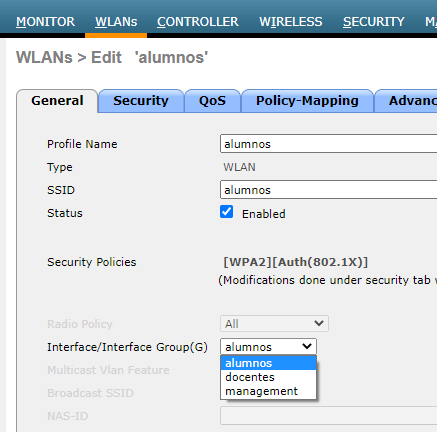 MONITOR WLANs CONTROLLER WIRELESS SECURITY
WLANs > Edit 'alumnos'
General Security QoS Policy-Mapping
Profile Name alumnos
Type WLAN
SSID alumnos
Status Enabled
Security Policies [WPA2][Auth(802.1X)]
(Modifications done under security tab
Radio Policy All
Interface/Interface Group(G) alumnos
alumnos
Multicast Vlan Feature docentes
Broadcast SSID management
NAS-ID